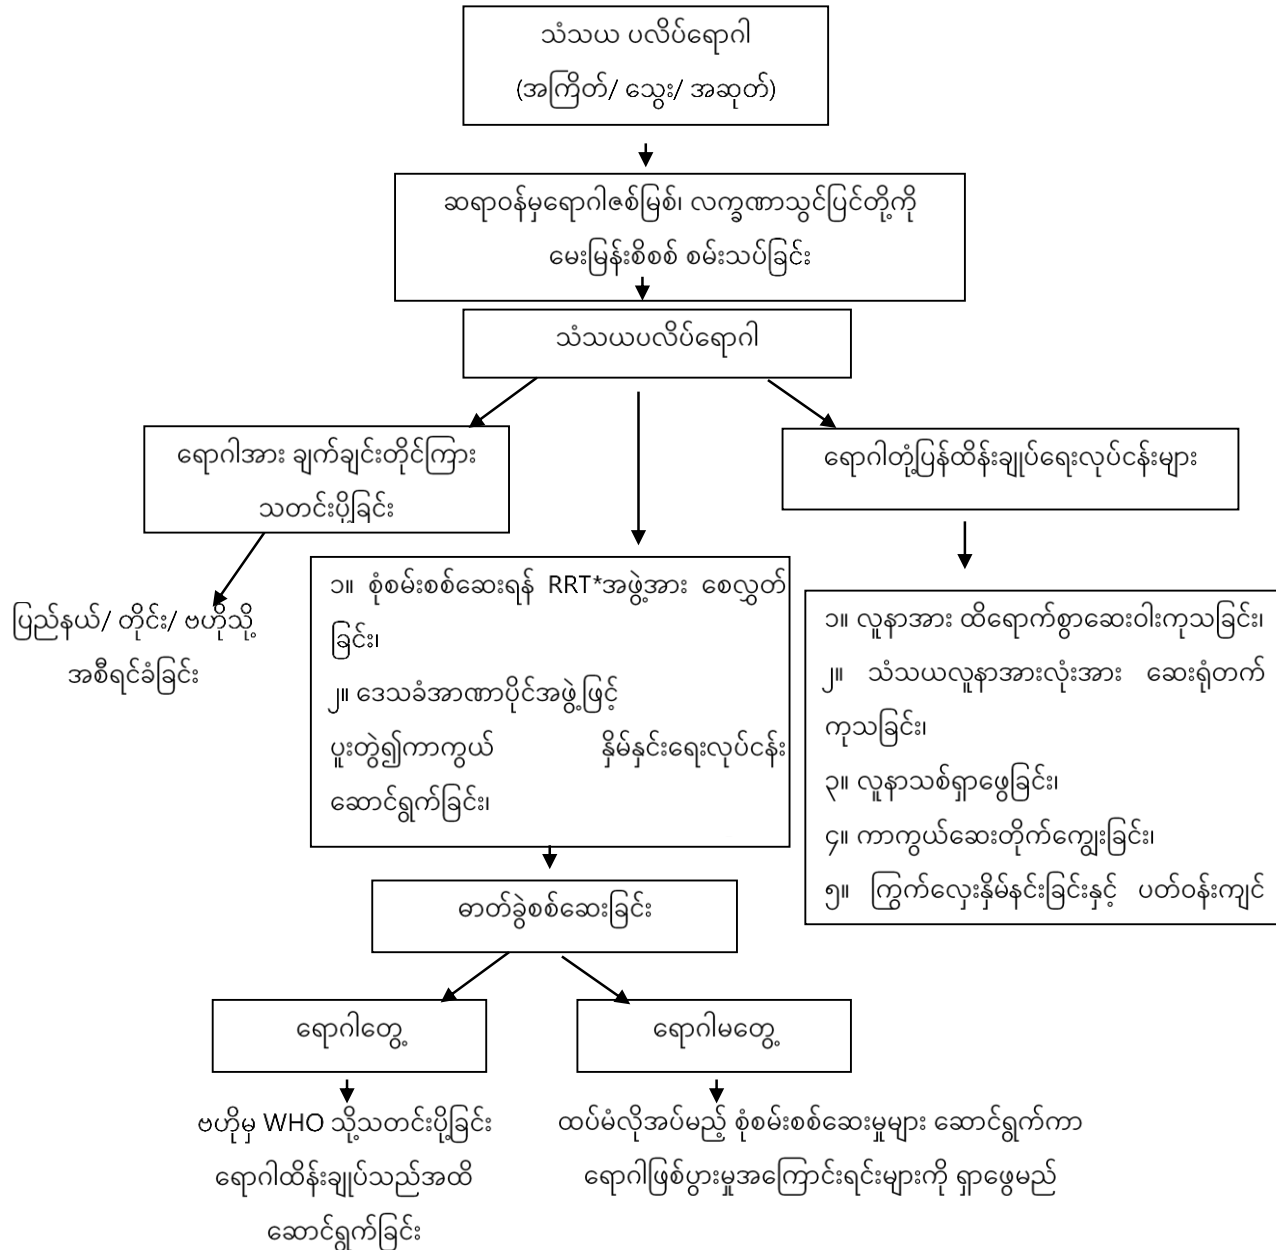 သံသယ ပလိပ်ရောဂါ
(အကြိတ်/ သွေး/ အဆုတ်)
ဆရာဝန်မှရောဂါဇစ်မြစ်၊ လက္ခဏာသွင်ပြင်တို့ကို
မေးမြန်းစိစစ် စမ်းသပ်ခြင်း
သံသယပလိပ်ရောဂါ
ရောဂါအား ချက်ချင်းတိုင်ကြား
သတင်းပို့ခြင်း
ပြည်နယ်/ တိုင်း/ ဗဟိုသို့
အစီရင်ခံခြင်း
၁။ စုံစမ်းစစ်ဆေးရန် RRT*အဖွဲ့အား စေလွှတ်
ခြင်း၊
၂။ ဒေသခံအာဏာပိုင်အဖွဲ့ဖြင့်
ပူးတွဲ၍ကာကွယ် နှိမ်နှင်းရေးလုပ်ငန်း
ဆောင်ရွက်ခြင်း၊
ရောဂါတုံ့ပြန်ထိန်းချုပ်ရေးလုပ်ငန်းများ
၁။ လူနာအား ထိရောက်စွာဆေးဝါးကုသခြင်း၊
၂။ သံသယလူနာအားလုံးအား ဆေးရုံတက်
ကုသခြင်း၊
၃။ လူနာသစ်ရှာဖွေခြင်း၊
၄။ ကာကွယ်ဆေးတိုက်ကျွေးခြင်း၊
၅။ ကြွက်လှေးနှိမ်နင်းခြင်းနှင့် ပတ်ဝန်းကျင်
ဓာတ်ခွဲစစ်ဆေးခြင်း
ရောဂါတွေ့
ဗဟိုမှ WHO သို့သတင်းပို့ခြင်း
ရောဂါထိန်းချုပ်သည်အထိ
ဆောင်ရွက်ခြင်း
ရောဂါမတွေ့
ထပ်မံလိုအပ်မည့် စုံစမ်းစစ်ဆေးမှုများ ဆောင်ရွက်ကာ
ရောဂါဖြစ်ပွားမှုအကြောင်းရင်းများကို ရှာဖွေမည်